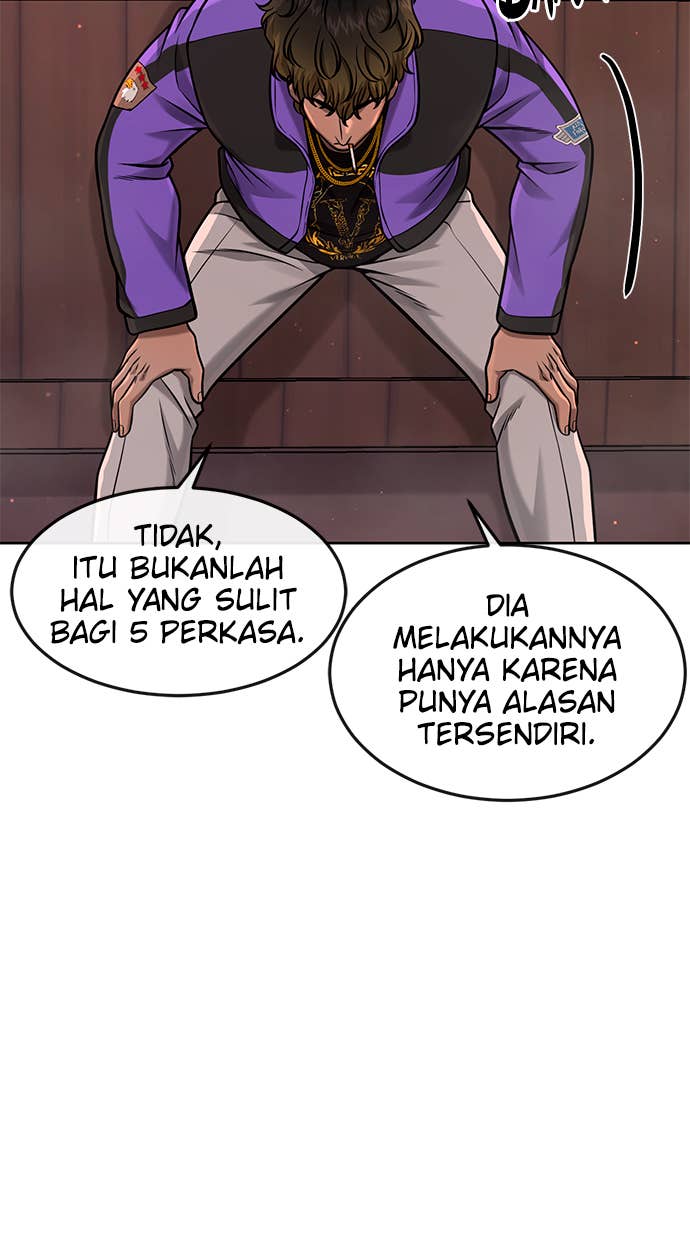 TIDAK,
ITU BUKANLAH
HAL YANG SULIT
BAGI 5 PERKASA.
DIA
MELAKUKANNYA
HANYA KARENA
PUNYA ALASAN
TERSENDIRI.